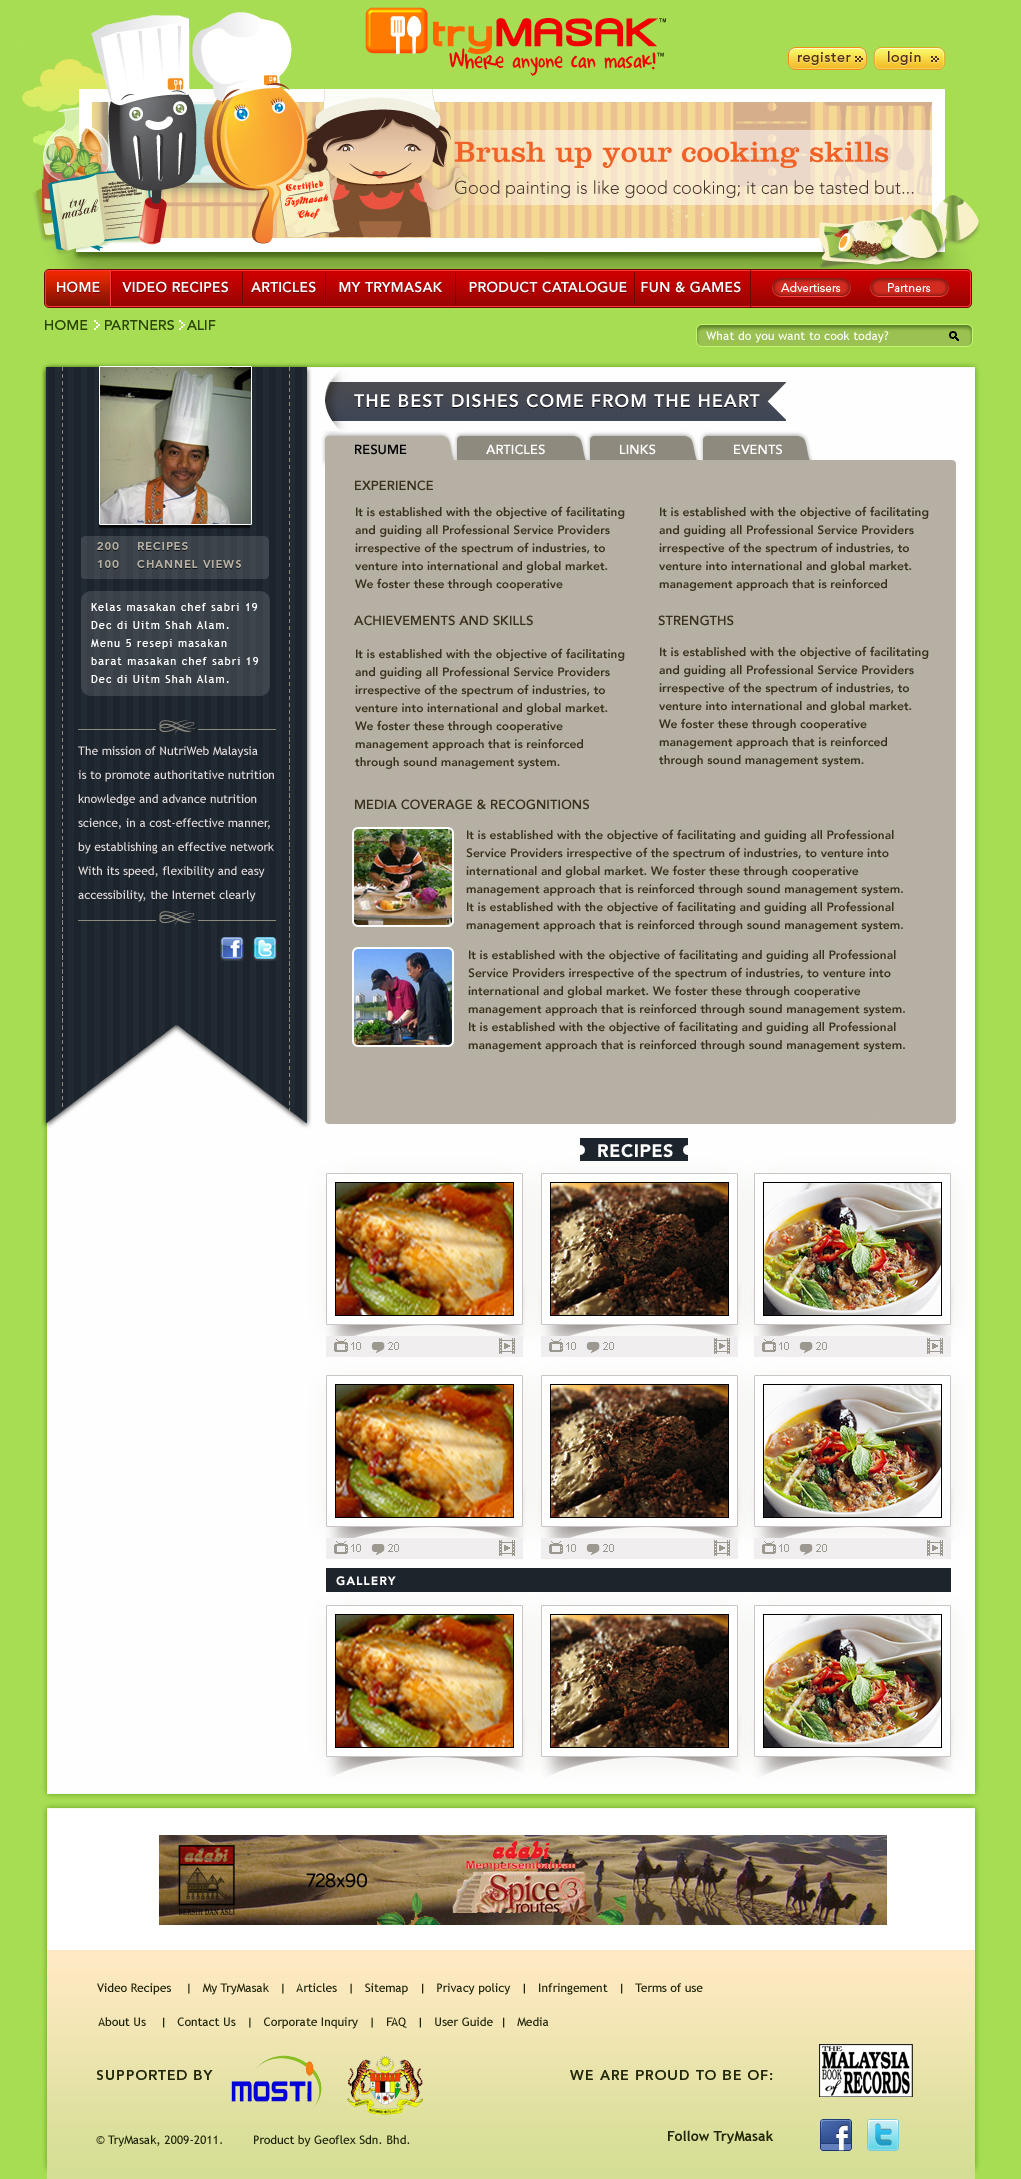 tryMASAK™
Where anyone can masak!™
register
login
try masak
Certified
TryMasak
Chef
Brush up your cooking skills
Good painting is like good cooking; it can be tasted but...
HOME
VIDEO RECIPES
ARTICLES
MY TRYMASAK
PRODUCT CATALOGUE
FUN & GAMES
Advertisers
Partners
HOME PARTNERS ALIF
What do you want to cook today?
200 RECIPES
100 CHANNEL VIEWS
Kelas masakan chef sabri 19
Dec di Uitm Shah Alam.
Menu 5 resepi masakan
barat masakan chef sabri 19
Dec di Uitm Shah Alam.
The mission of NutriWeb Malaysia
is to promote authoritative nutrition
knowledge and advance nutrition
science, in a cost-effective manner,
by establishing an effective network
With its speed, flexibility and easy
accessibility, the Internet clearly
THE BEST DISHES COME FROM THE HEART
RESUME
ARTICLES
LINKS
EVENTS
EXPERIENCE
It is established with the objective of facilitating
and guiding all Professional Service Providers
irrespective of the spectrum of industries, to
venture into international and global market.
We foster these through cooperative
It is established with the objective of facilitating
and guiding all Professional Service Providers
irrespective of the spectrum of industries, to
venture into international and global market.
management approach that is reinforced
ACHIEVEMENTS AND SKILLS
It is established with the objective of facilitating
and guiding all Professional Service Providers
irrespective of the spectrum of industries, to
venture into international and global market.
We foster these through cooperative
management approach that is reinforced
through sound management system.
STRENGTHS
It is established with the objective of facilitating
and guiding all Professional Service Providers
irrespective of the spectrum of industries, to
venture into international and global market.
We foster these through cooperative
management approach that is reinforced
through sound management system.
MEDIA COVERAGE & RECOGNITIONS
It is established with the objective of facilitating and guiding all Professional
Service Providers irrespective of the spectrum of industries, to venture into
international and global market. We foster these through cooperative
management approach that is reinforced through sound management system.
It is established with the objective of facilitating and guiding all Professional
management approach that is reinforced through sound management system.
It is established with the objective of facilitating and guiding all Professional
Service Providers irrespective of the spectrum of industries, to venture into
international and global market. We foster these through cooperative
management approach that is reinforced through sound management system.
It is established with the objective of facilitating and guiding all Professional
management approach that is reinforced through sound management system.
RECIPES
10 20
10 20
10 20
10 20
10 20
10 20
GALLERY
adabi
BERSIH DAN ASLI
728x90
adabi
Mempersembahkan
Spice 3
routes
Video Recipes | My TryMasak | Articles | Sitemap | Privacy policy | Infringement | Terms of use
About Us | Contact Us | Corporate Inquiry | FAQ | User Guide | Media
SUPPORTED BY
MOSTI
WE ARE PROUD TO BE OF:
THE
MALAYSIA
BOOK of
RECORDS
© TryMasak, 2009-2011. Product by Geoflex Sdn. Bhd.
Follow TryMasak